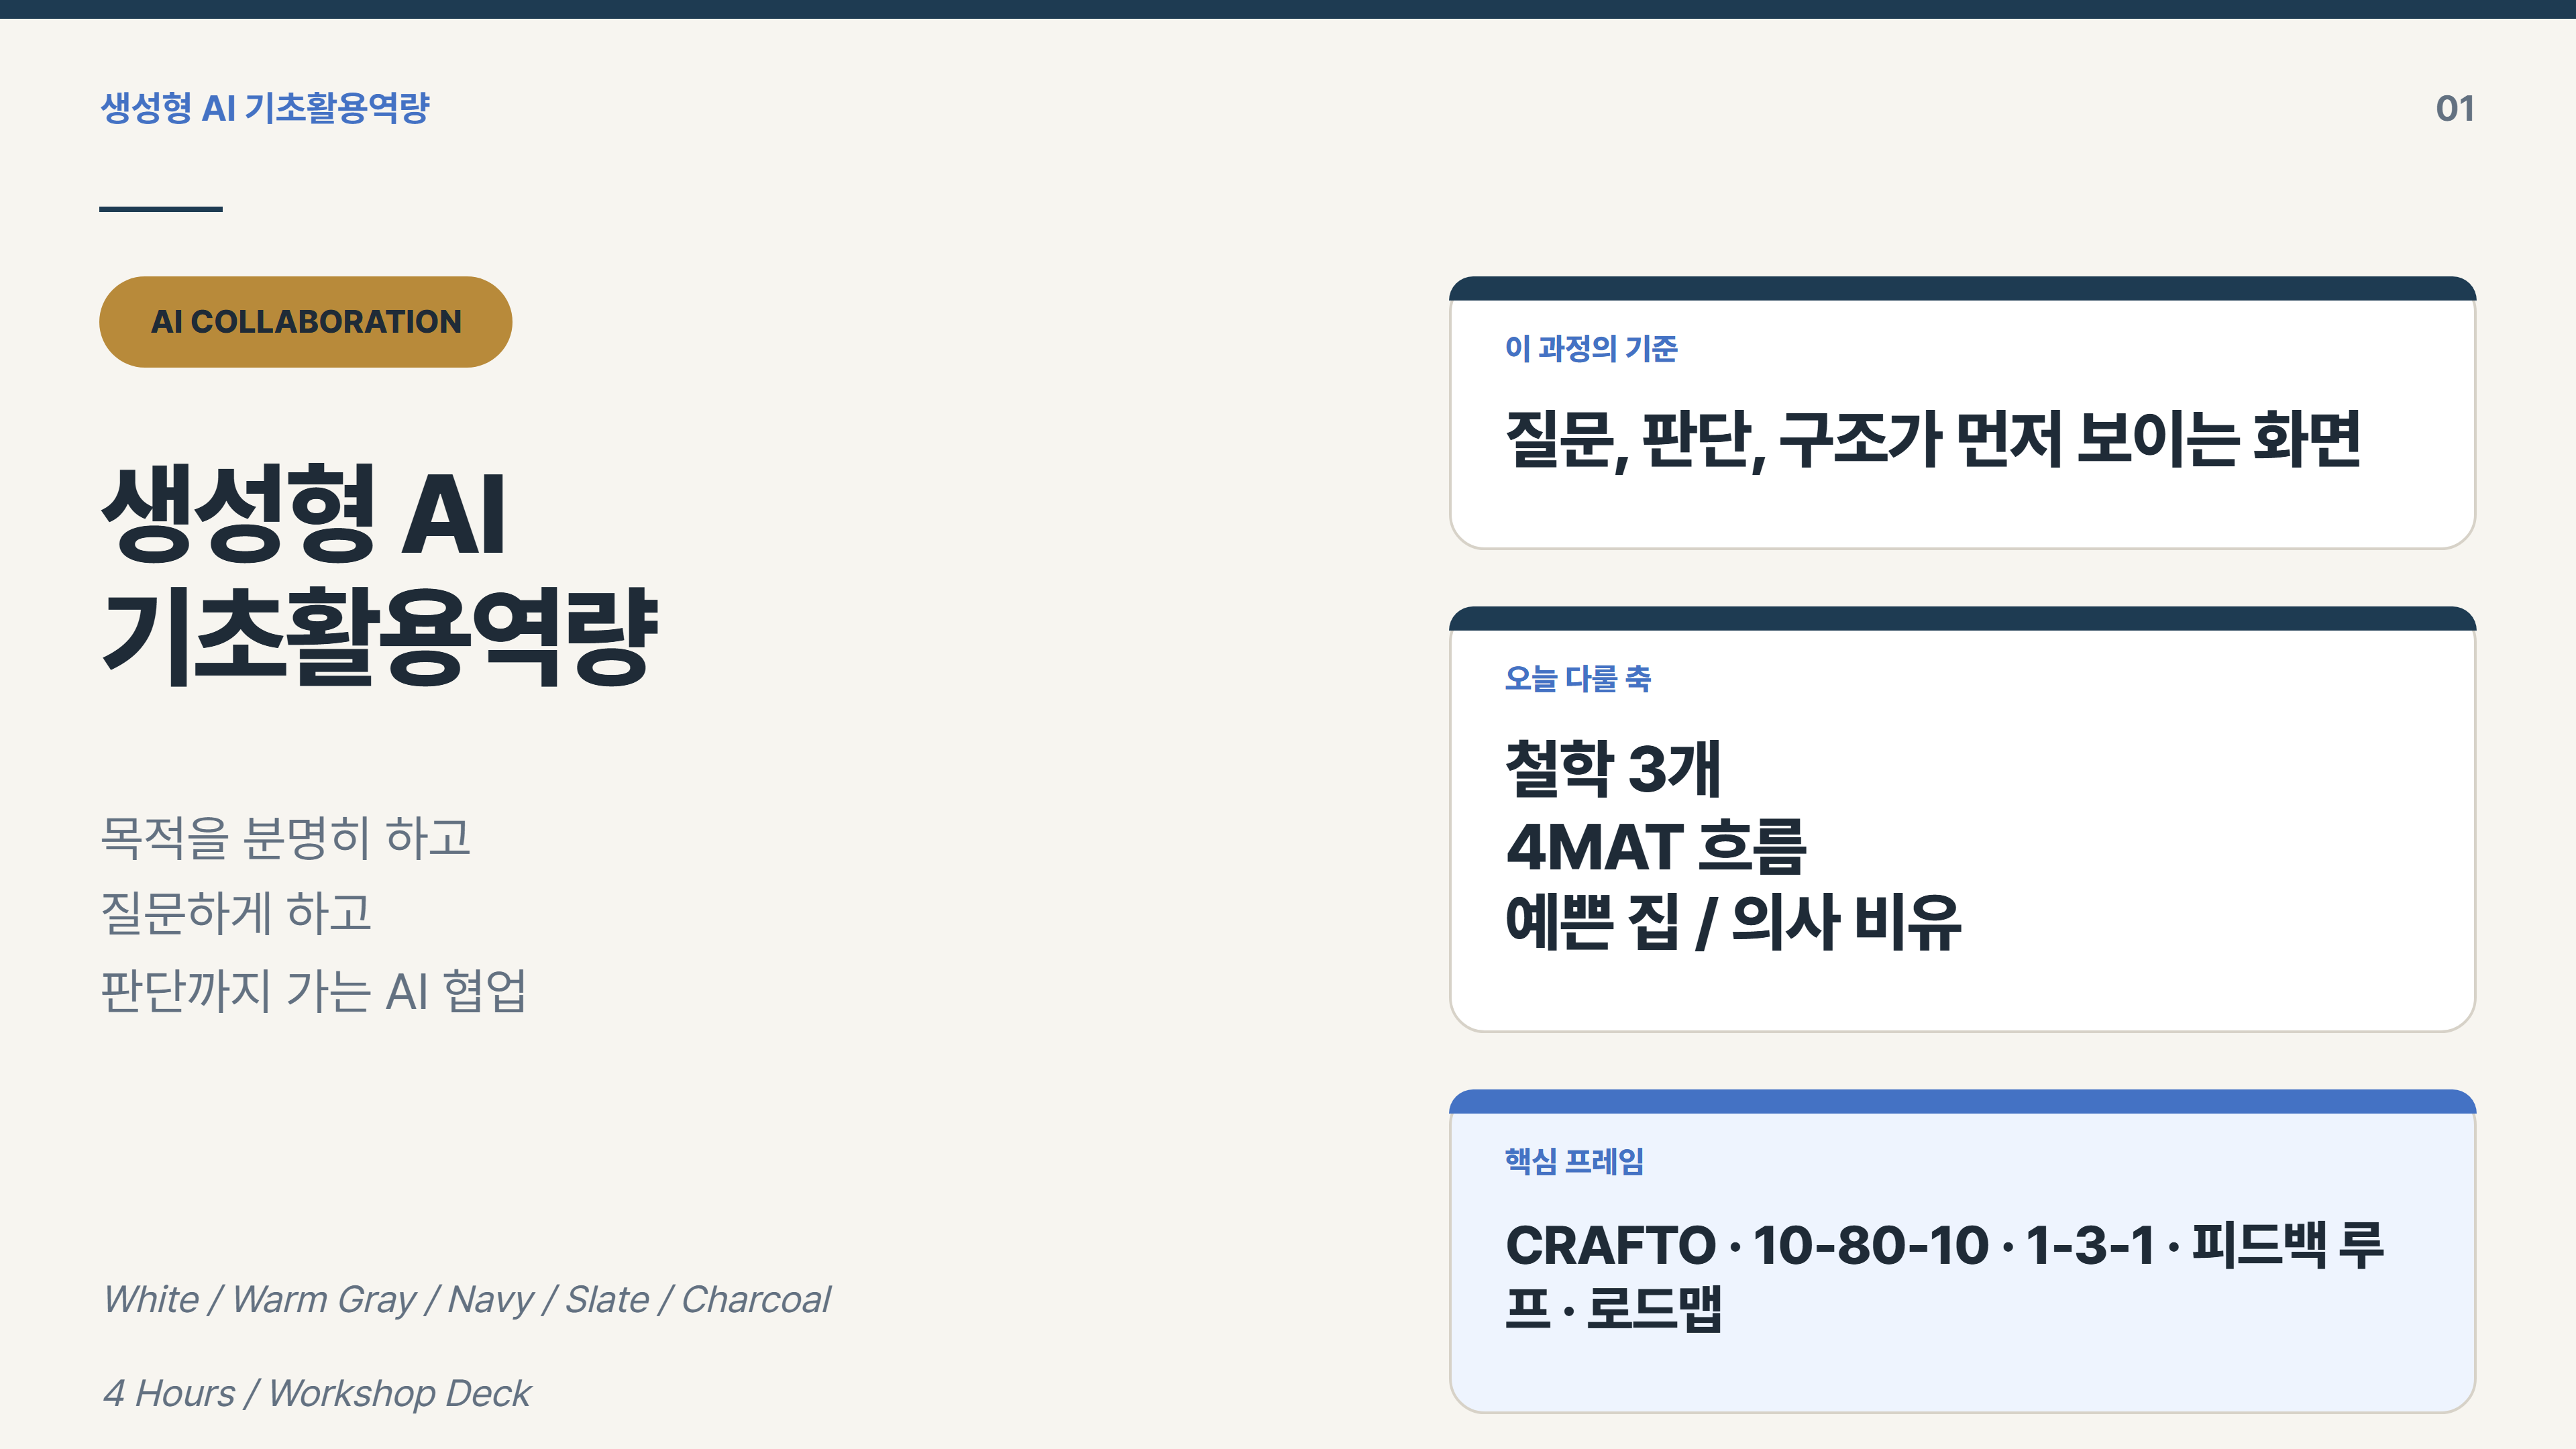 생성형 AI 기초활용역량
01
AI COLLABORATION
생성형 AI
기초활용역량
목적을 분명히 하고
질문하게 하고
판단까지 가는 AI 협업
White / Warm Gray / Navy / Slate / Charcoal
4 Hours / Workshop Deck
이 과정의 기준
질문, 판단, 구조가 먼저 보이는 화면
오늘 다룰 축
철학 3개
4MAT 흐름
예쁜 집 / 의사 비유
핵심 프레임
CRAFTO · 10-80-10 · 1-3-1 · 피드백 루
프 · 로드맵